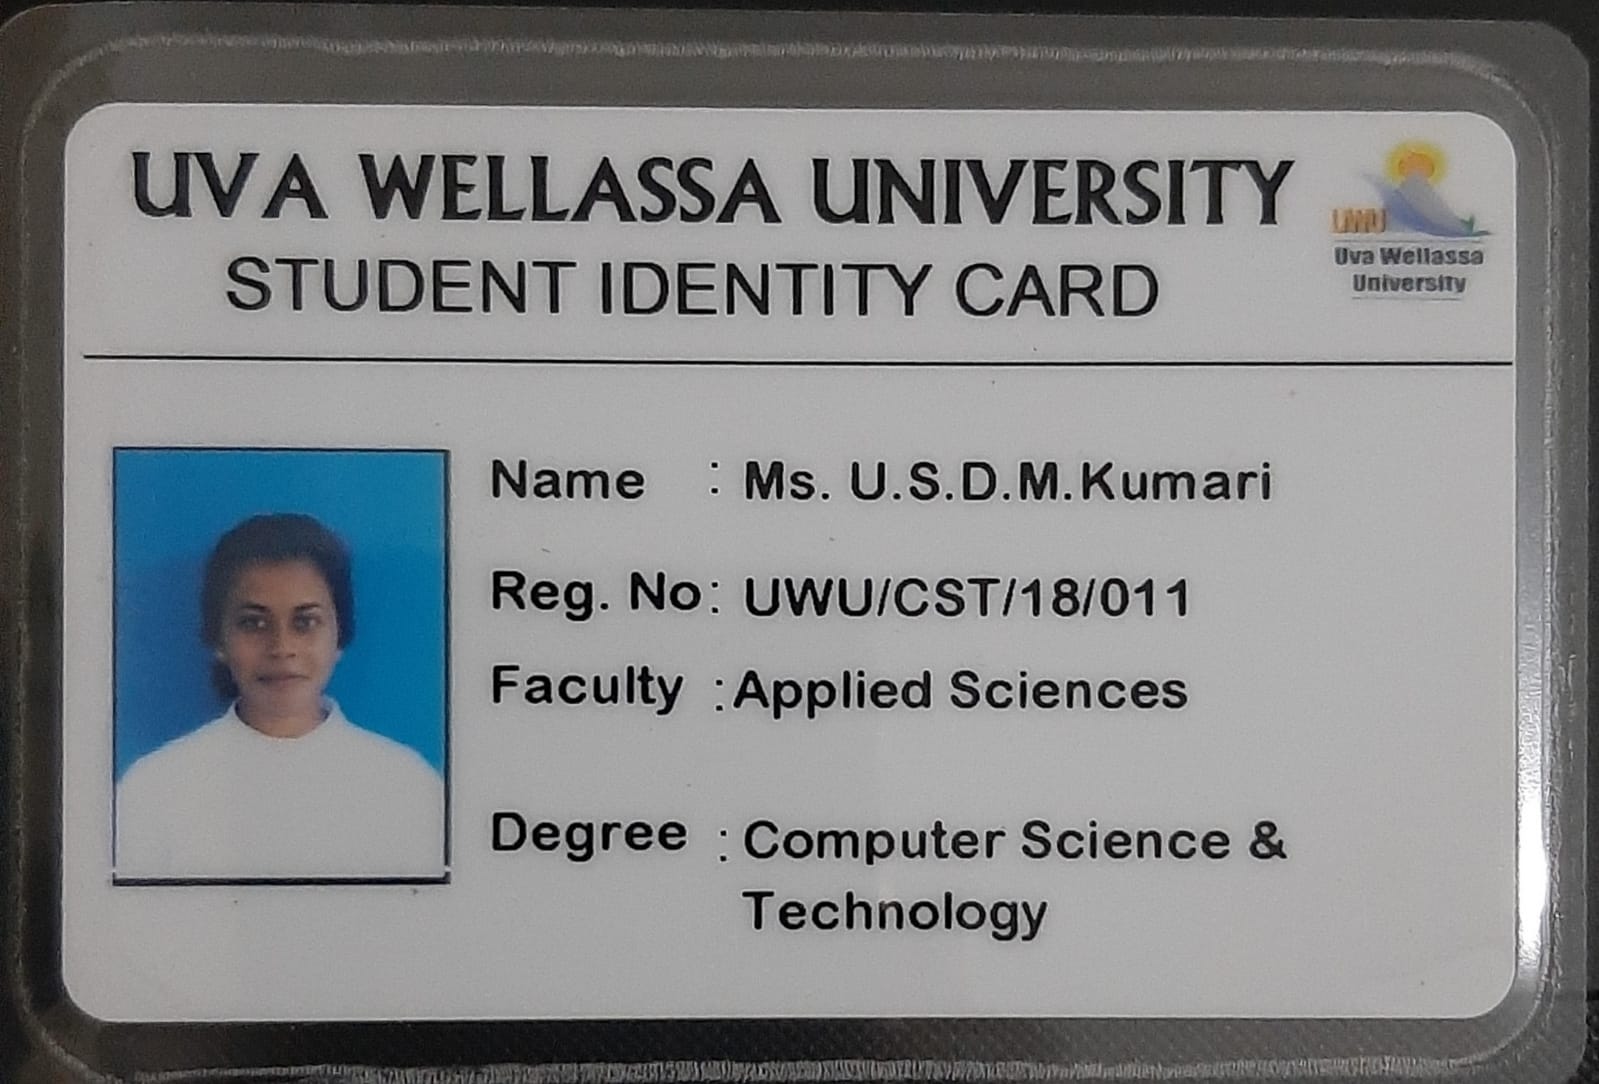 UVA WELLASSA UNIVERSITY
STUDENT IDENTITY CARD
UWU
Uva Wellassa
University
Name : Ms. U.S.D.M.Kumari
Reg. No: UWU/CST/18/011
Faculty : Applied Sciences
Degree : Computer Science &
Technology